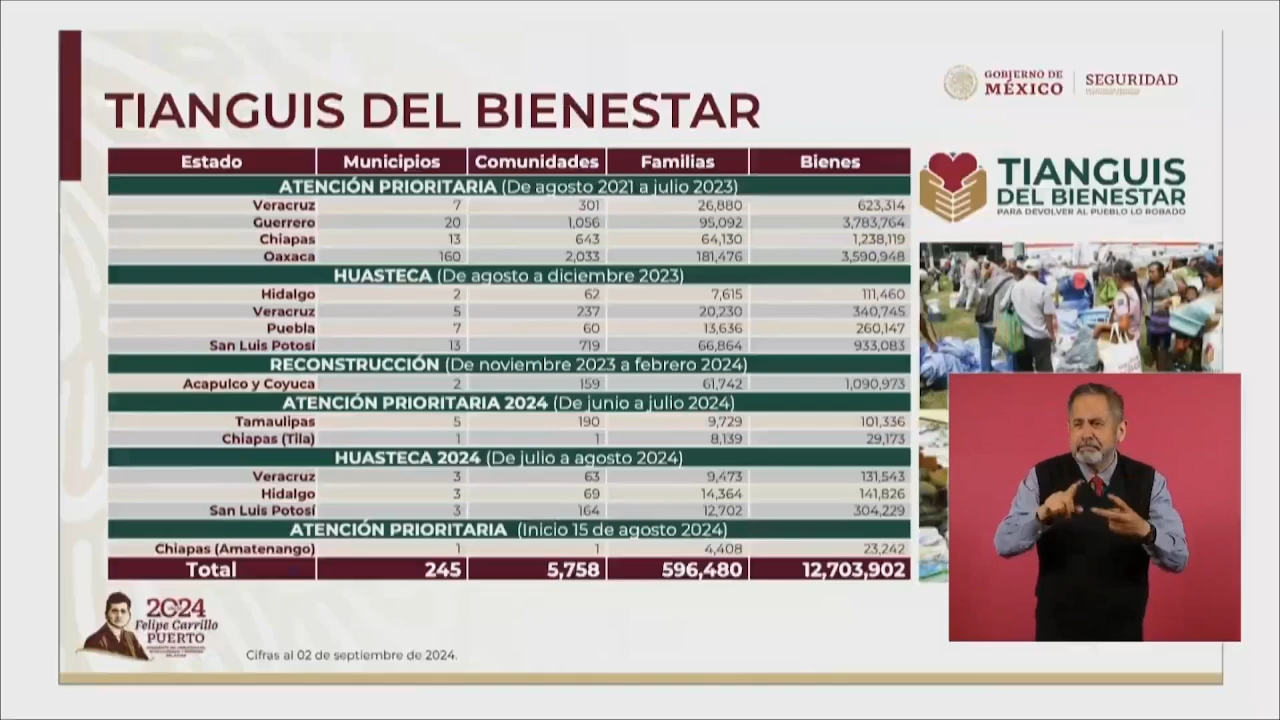 GOBIERNO DE
MÉXICO
SEGURIDAD
TIANGUIS DEL BIENESTAR
Estado Municipios Comunidades Familias Bienes
ATENCIÓN PRIORITARIA (De agosto 2021 a julio 2023)
Veracruz 7 301 26,880 623,314
Guerrero 20 1,056 95,092 3,783,764
Chiapas 13 643 64,130 1,238,119
Oaxaca 160 2,033 181,476 3,590,948
HUASTECA (De agosto a diciembre 2023)
Hidalgo 2 62 7,615 111,460
Veracruz 5 237 20,230 340,745
Puebla 7 60 13,636 260,147
San Luis Potosí 13 719 66,864 933,083
RECONSTRUCCIÓN (De noviembre 2023 a febrero 2024)
Acapulco y Coyuca 2 159 61,742 1,090,973
ATENCIÓN PRIORITARIA 2024 (De junio a julio 2024)
Tamaulipas 5 190 9,729 101,336
Chiapas (Tila) 1 1 8,139 29,173
HUASTECA 2024 (De julio a agosto 2024)
Veracruz 3 63 9,473 131,543
Hidalgo 3 69 14,364 141,826
San Luis Potosí 3 164 12,702 304,229
ATENCIÓN PRIORITARIA (Inicio 15 de agosto 2024)
Chiapas (Amatenango) 1 1 4,408 23,242
Total 245 5,758 596,480 12,703,902
TIANGUIS
DEL BIENESTAR
PARA DEVOLVER AL PUEBLO LO ROBADO
2024
Felipe Carrillo
PUERTO
Cifras al 02 de septiembre de 2024.